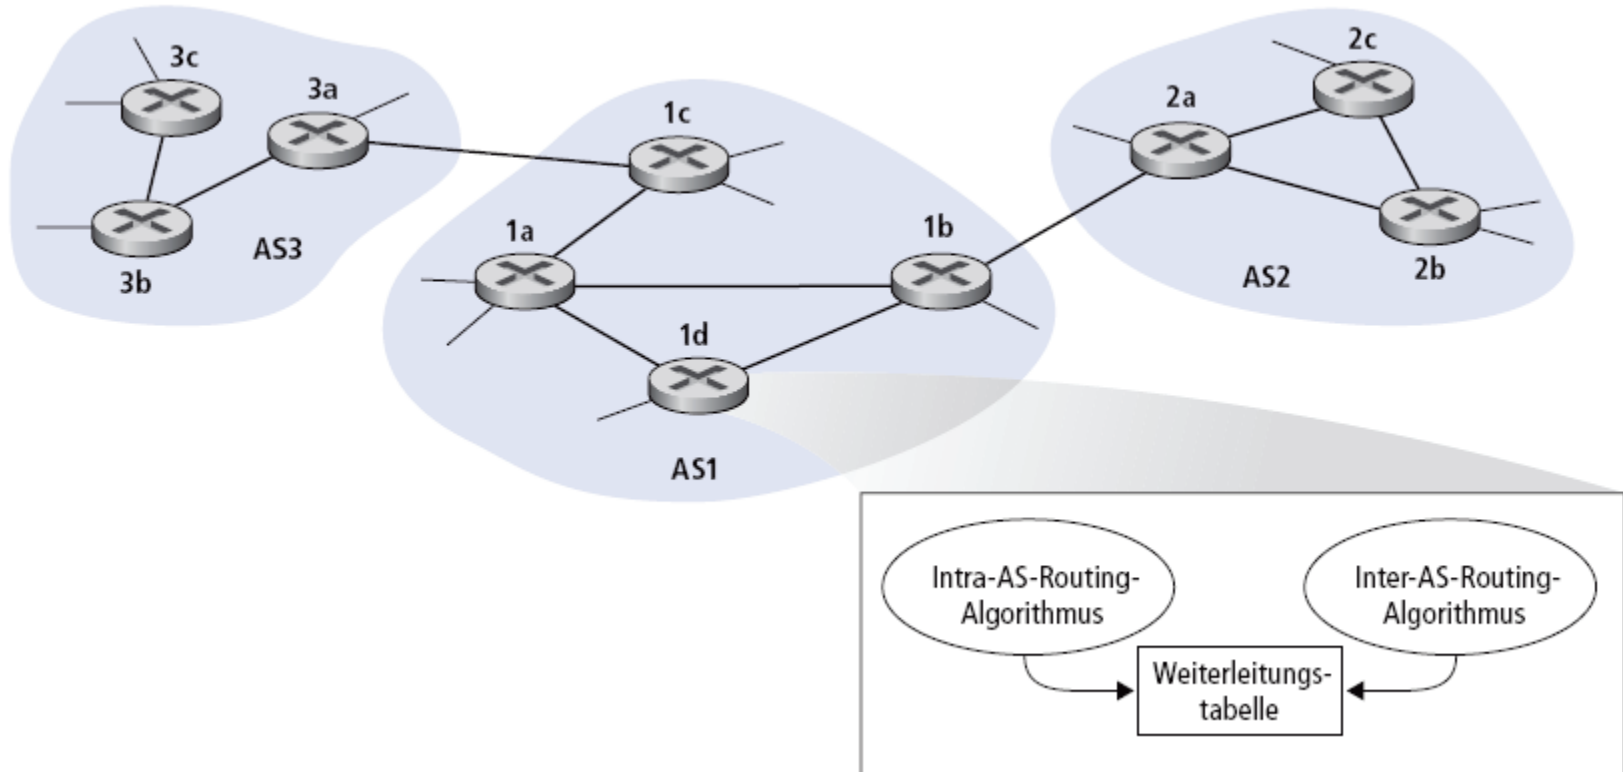 3c
3a
3b
AS3
1c
1a
1b
1d
AS1
2c
2a
2b
AS2
Intra-AS-Routing-
Algorithmus
Inter-AS-Routing-
Algorithmus
Weiterleitungs-
tabelle